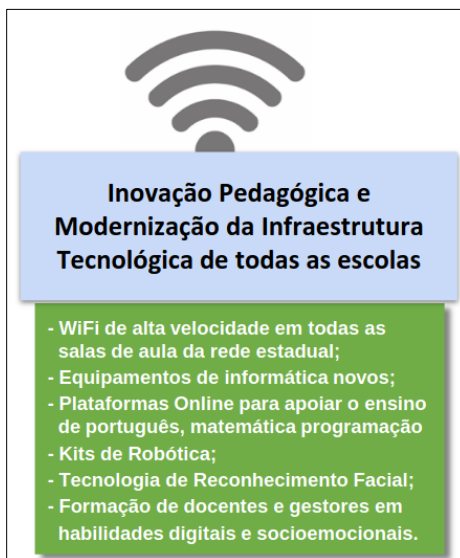 Inovação Pedagógica e
Modernização da Infraestrutura
Tecnológica de todas as escolas
- WiFi de alta velocidade em todas as
salas de aula da rede estadual;
- Equipamentos de informática novos;
- Plataformas Online para apoiar o ensino
de português, matemática programação
- Kits de Robótica;
- Tecnologia de Reconhecimento Facial;
- Formação de docentes e gestores em
habilidades digitais e socioemocionais.